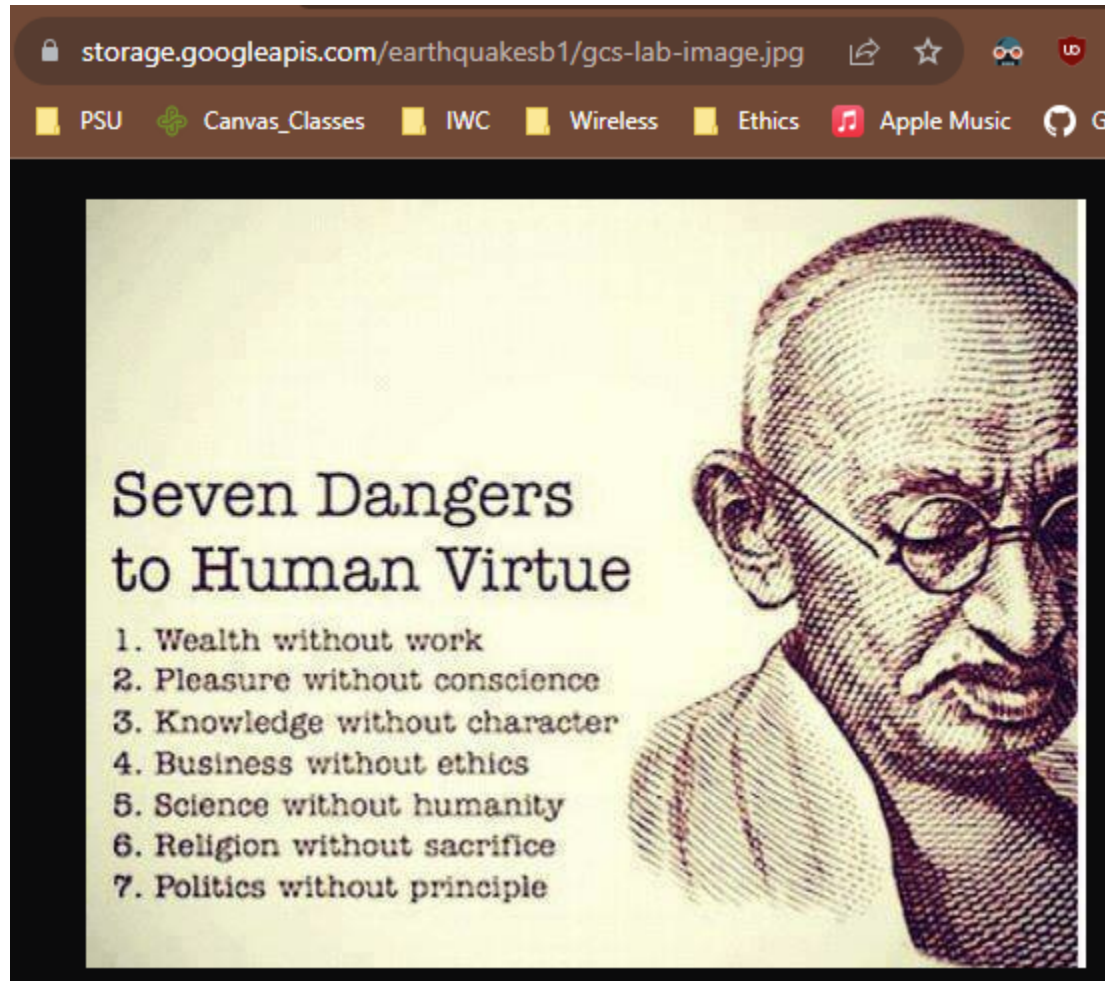 storage.googleapis.com/earthquakesb1/gcs-lab-image.jpg
PSU Canvas_Classes IWC Wireless Ethics Apple Music G
Seven Dangers
to Human Virtue
1. Wealth without work
2. Pleasure without conscience
3. Knowledge without character
4. Business without ethics
5. Science without humanity
6. Religion without sacrifice
7. Politics without principle